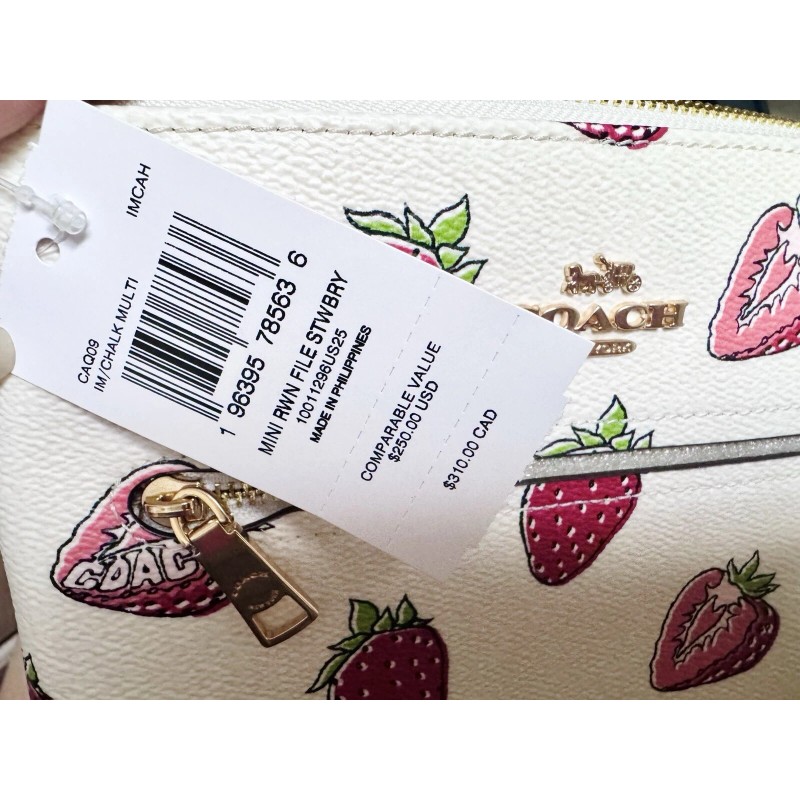 IMCAH
CAQ09
IM/CHALK MULTI
1 96395 78563 6
MINI RWN FILE STWBRY
10011296US25
MADE IN PHILIPPINES
COMPARABLE VALUE
$250.00 USD
$310.00 CAD
COACH
COAC
COACH